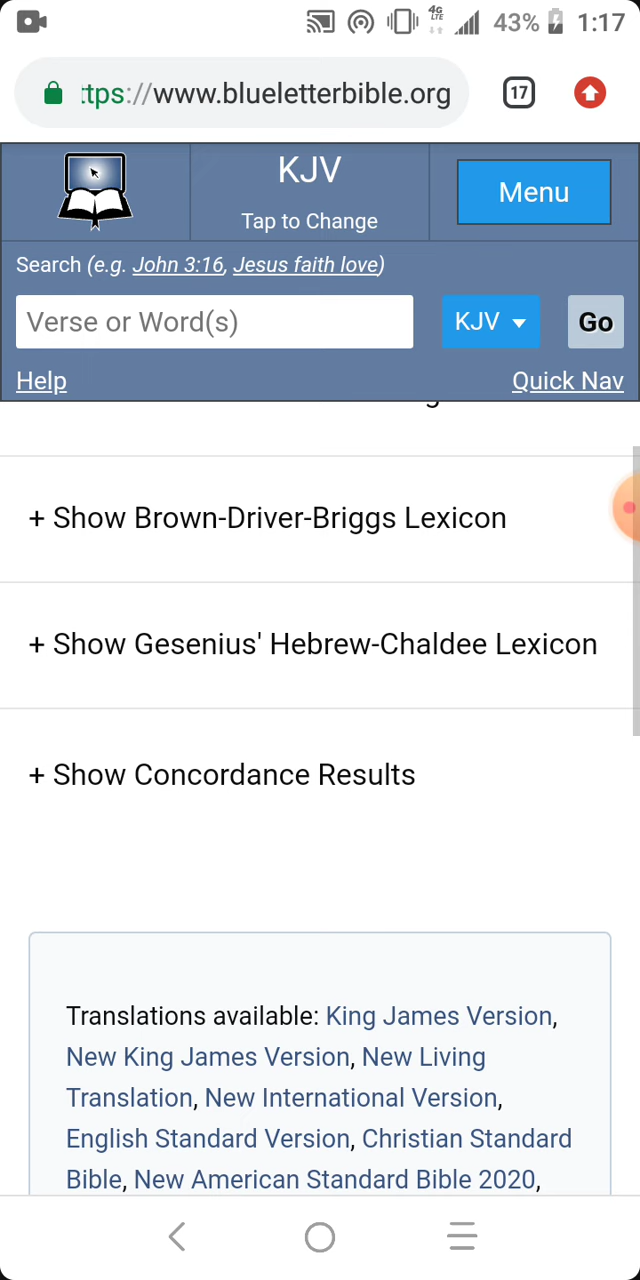 4G
LTE
43%
1:17
ttps://www.blueletterbible.org
17
KJV
Tap to Change
Menu
Search (e.g. John 3:16, Jesus faith love)
Verse or Word(s)
KJV
Go
Help
Quick Nav
+ Show Brown-Driver-Briggs Lexicon
+ Show Gesenius' Hebrew-Chaldee Lexicon
+ Show Concordance Results
Translations available: King James Version,
New King James Version, New Living
Translation, New International Version,
English Standard Version, Christian Standard
Bible, New American Standard Bible 2020,